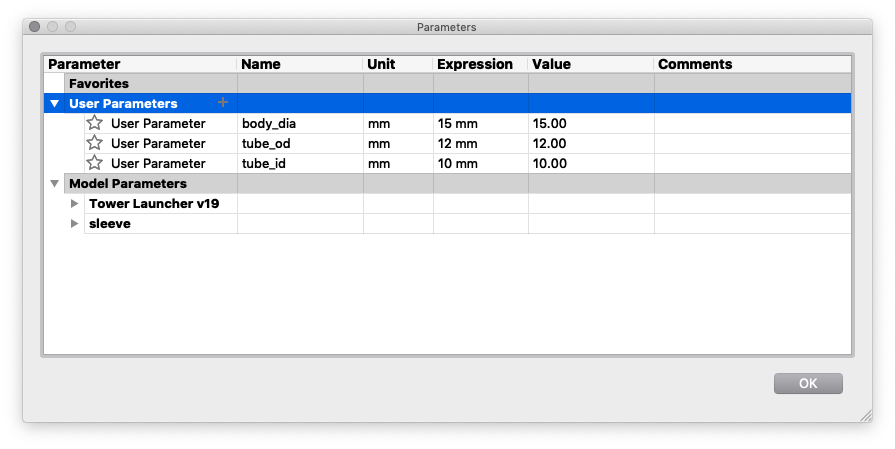 Parameters
Parameter Name Unit Expression Value Comments
Favorites
User Parameters +
User Parameter body_dia mm 15 mm 15.00
User Parameter tube_od mm 12 mm 12.00
User Parameter tube_id mm 10 mm 10.00
Model Parameters
Tower Launcher v19
sleeve
OK